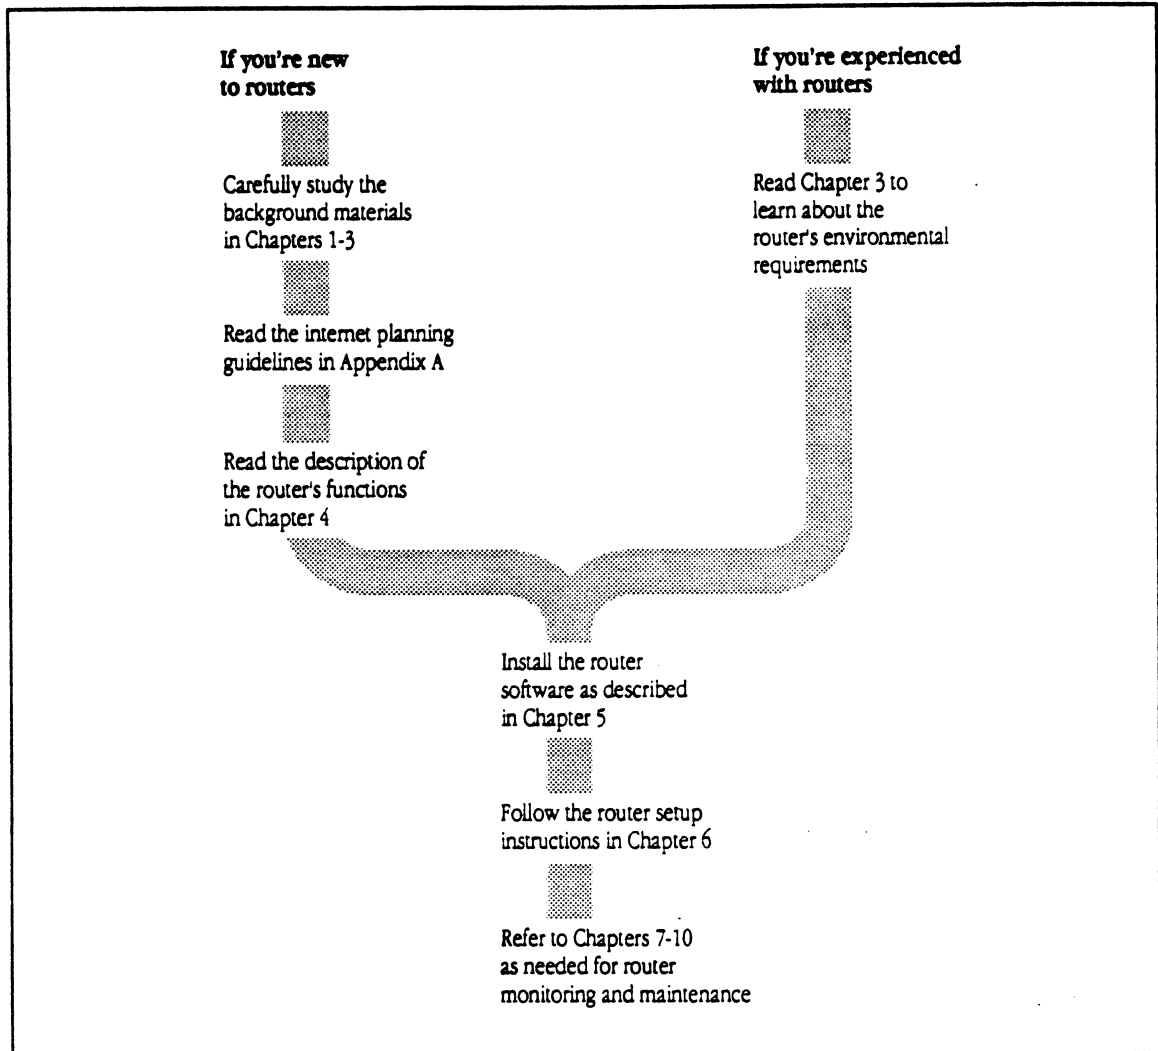 If you're new
to routers
Carefully study the
background materials
in Chapters 1-3
Read the internet planning
guidelines in Appendix A
Read the description of
the router's functions
in Chapter 4
If you're experienced
with routers
Read Chapter 3 to
learn about the
router's environmental
requirements
Install the router
software as described
in Chapter 5
Follow the router setup
instructions in Chapter 6
Refer to Chapters 7-10
as needed for router
monitoring and maintenance